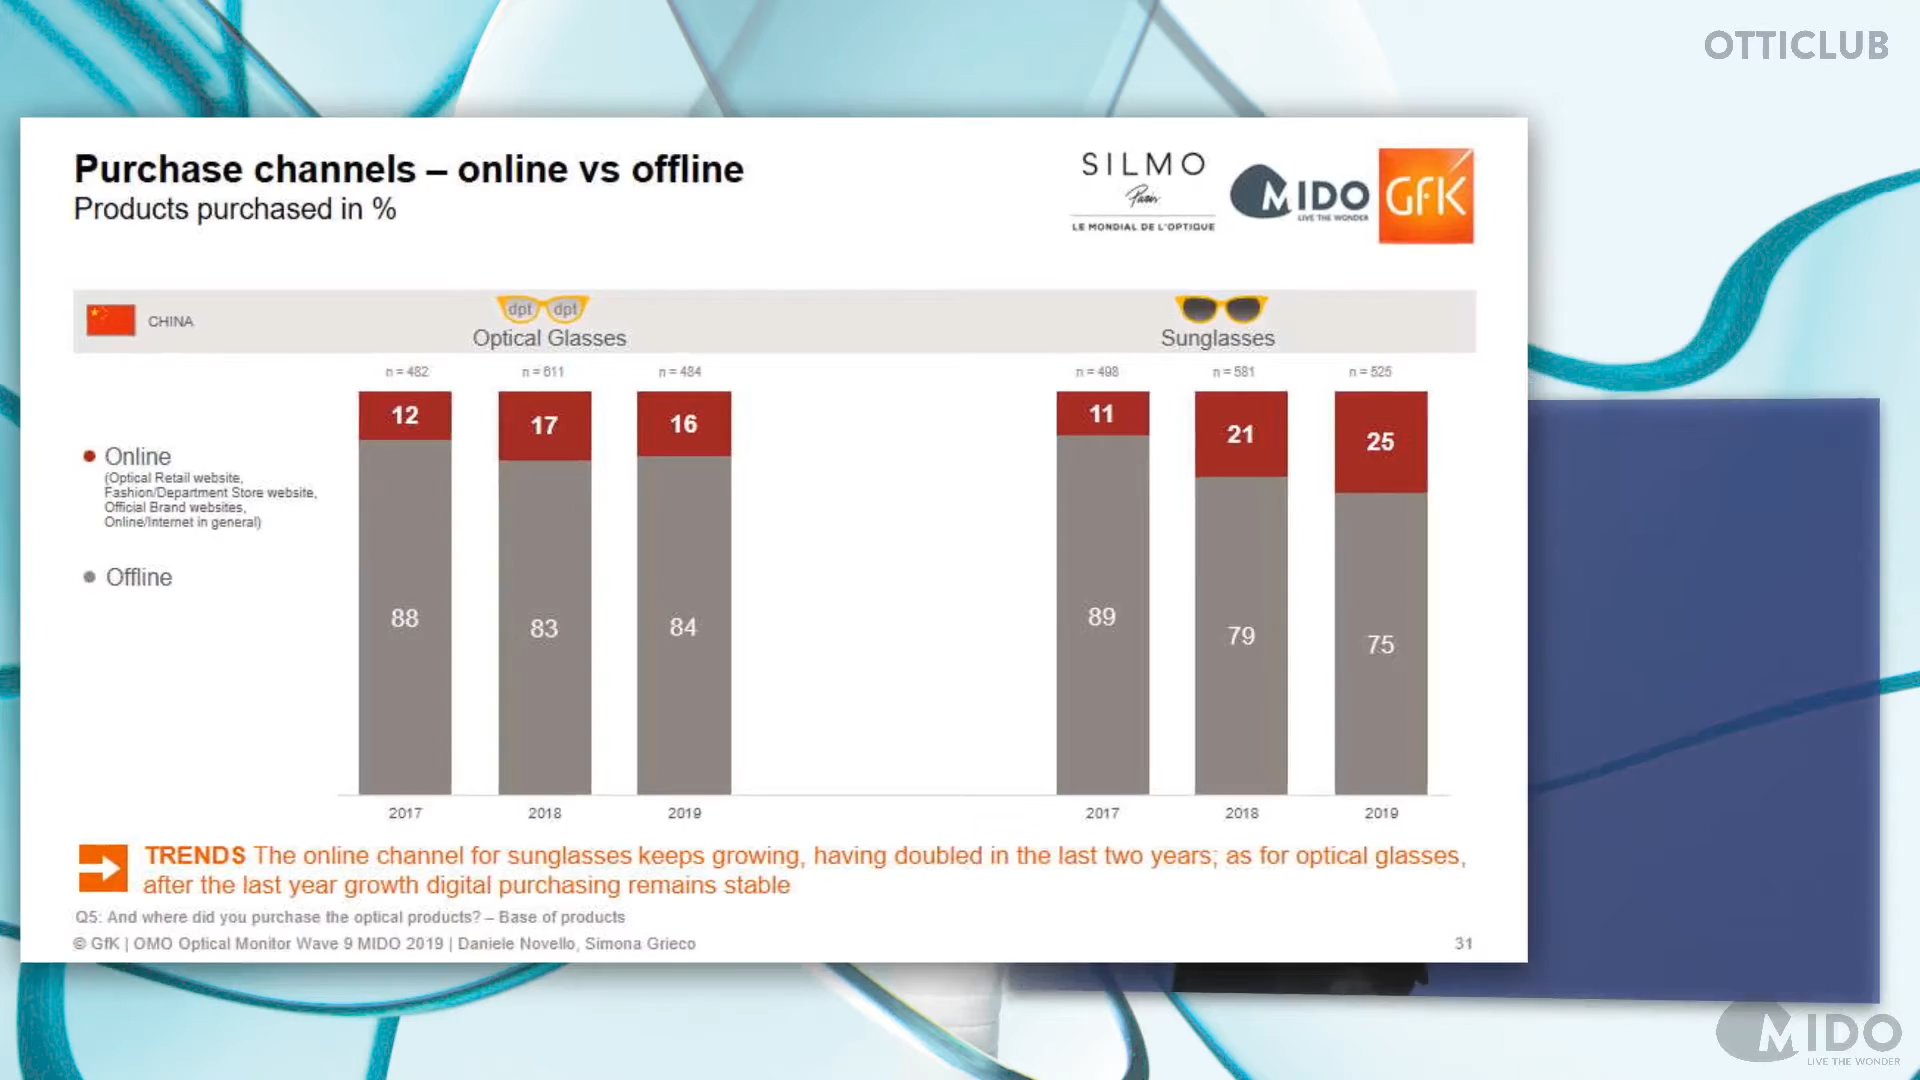 OTTICLUB
Purchase channels – online vs offline
Products purchased in %
SILMO
Paris
LE MONDIAL DE L'OPTIQUE
MIDO
LIVE THE WONDER
GfK
CHINA
dpt dpt
Optical Glasses
Sunglasses
n = 482
n = 611
n = 484
n = 498
n = 581
n = 525
12
17
16
11
21
25
Online
(Optical Retail website,
Fashion/Department Store website,
Official Brand websites,
Online/Internet in general)
Offline
88
83
84
89
79
75
2017
2018
2019
2017
2018
2019
TRENDS The online channel for sunglasses keeps growing, having doubled in the last two years; as for optical glasses,
after the last year growth digital purchasing remains stable
Q5: And where did you purchase the optical products? – Base of products
© GfK | OMO Optical Monitor Wave 9 MIDO 2019 | Daniele Novello, Simona Grieco
31
MIDO
LIVE THE WONDER